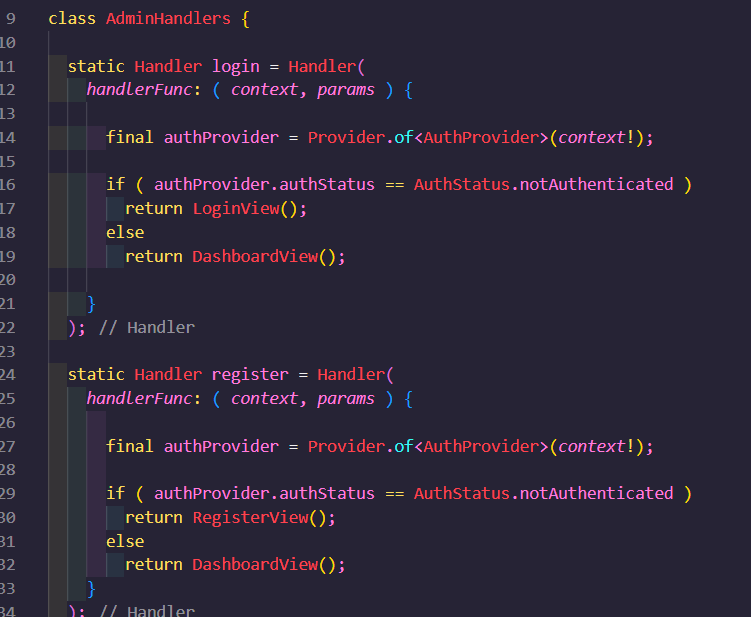 9 class AdminHandlers {
10
11 static Handler login = Handler(
12 handlerFunc: ( context, params ) {
13
14 final authProvider = Provider.of<AuthProvider>(context!);
15
16 if ( authProvider.authStatus == AuthStatus.notAuthenticated )
17 return LoginView();
18 else
19 return DashboardView();
20
21 }
22 ); // Handler
23
24 static Handler register = Handler(
25 handlerFunc: ( context, params ) {
26
27 final authProvider = Provider.of<AuthProvider>(context!);
28
29 if ( authProvider.authStatus == AuthStatus.notAuthenticated )
30 return RegisterView();
31 else
32 return DashboardView();
33 }
34 ); // Handler